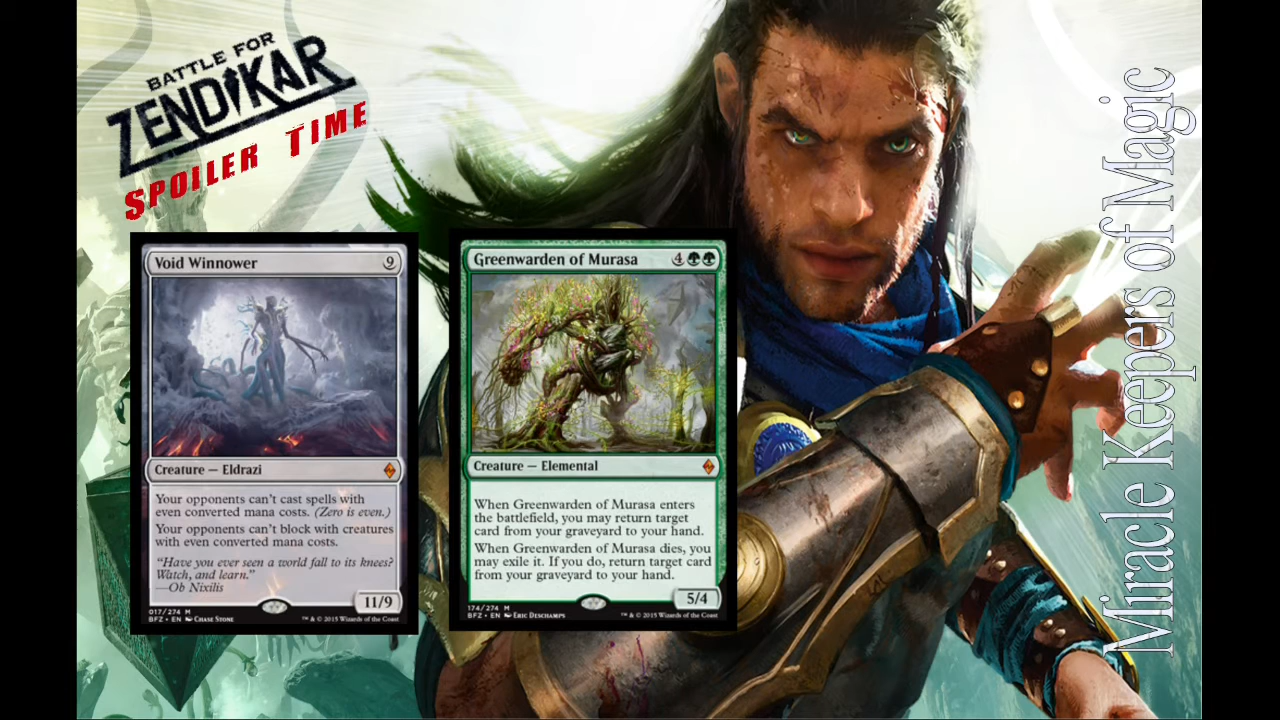 BATTLE FOR
ZENDIKAR
SPOILER TIME
Void Winnower 9
Creature — Eldrazi
Your opponents can't cast spells with
even converted mana costs. (Zero is even.)
Your opponents can't block with creatures
with even converted mana costs.
"Have you ever seen a world fall to its knees?
Watch, and learn."
—Ob Nixilis
11/9
017/274 M
BFZ • EN Chase Stone
™ & © 2015 Wizards of the Coast
Greenwarden of Murasa 4
Creature — Elemental
When Greenwarden of Murasa enters
the battlefield, you may return target
card from your graveyard to your hand.
When Greenwarden of Murasa dies, you
may exile it. If you do, return target card
from your graveyard to your hand.
5/4
174/274 M
BFZ • EN Eric Deschamps
™ & © 2015 Wizards of the Coast
Miracle Keepers of Magic